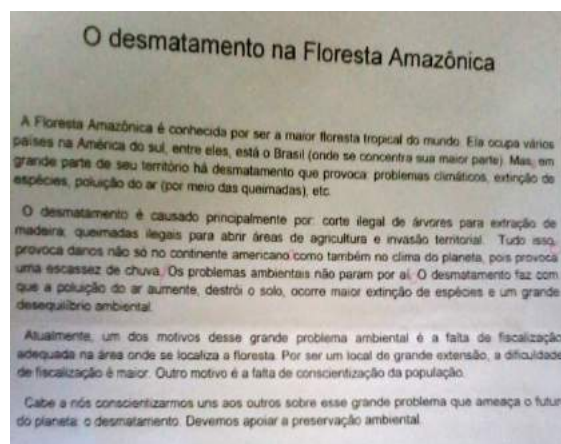 O desmatamento na Floresta Amazônica
A Floresta Amazônica é conhecida por ser a maior floresta tropical do mundo. Ela ocupa vários
países na América do sul, entre eles, está o Brasil (onde se concentra sua maior parte). Mas, em
grande parte de seu território há desmatamento que provoca: problemas climáticos, extinção de
espécies, poluição do ar (por meio das queimadas), etc.
O desmatamento é causado principalmente por: corte ilegal de árvores para extração de
madeira; queimadas ilegais para abrir áreas de agricultura e invasão territorial. Tudo isso,
provoca danos não só no continente americano como também no clima do planeta, pois provoca
uma escassez de chuva. Os problemas ambientais não param por aí. O desmatamento faz com
que a poluição do ar aumente, destrói o solo, ocorre maior extinção de espécies e um grande
desequilíbrio ambiental.
Atualmente, um dos motivos desse grande problema ambiental é a falta de fiscalização
adequada na área onde se localiza a floresta. Por ser um local de grande extensão, a dificuldade
de fiscalização é maior. Outro motivo é a falta de conscientização da população.
Cabe a nós conscientizarmos uns aos outros sobre esse grande problema que ameaça o futur
do planeta: o desmatamento. Devemos apoiar a preservação ambiental.